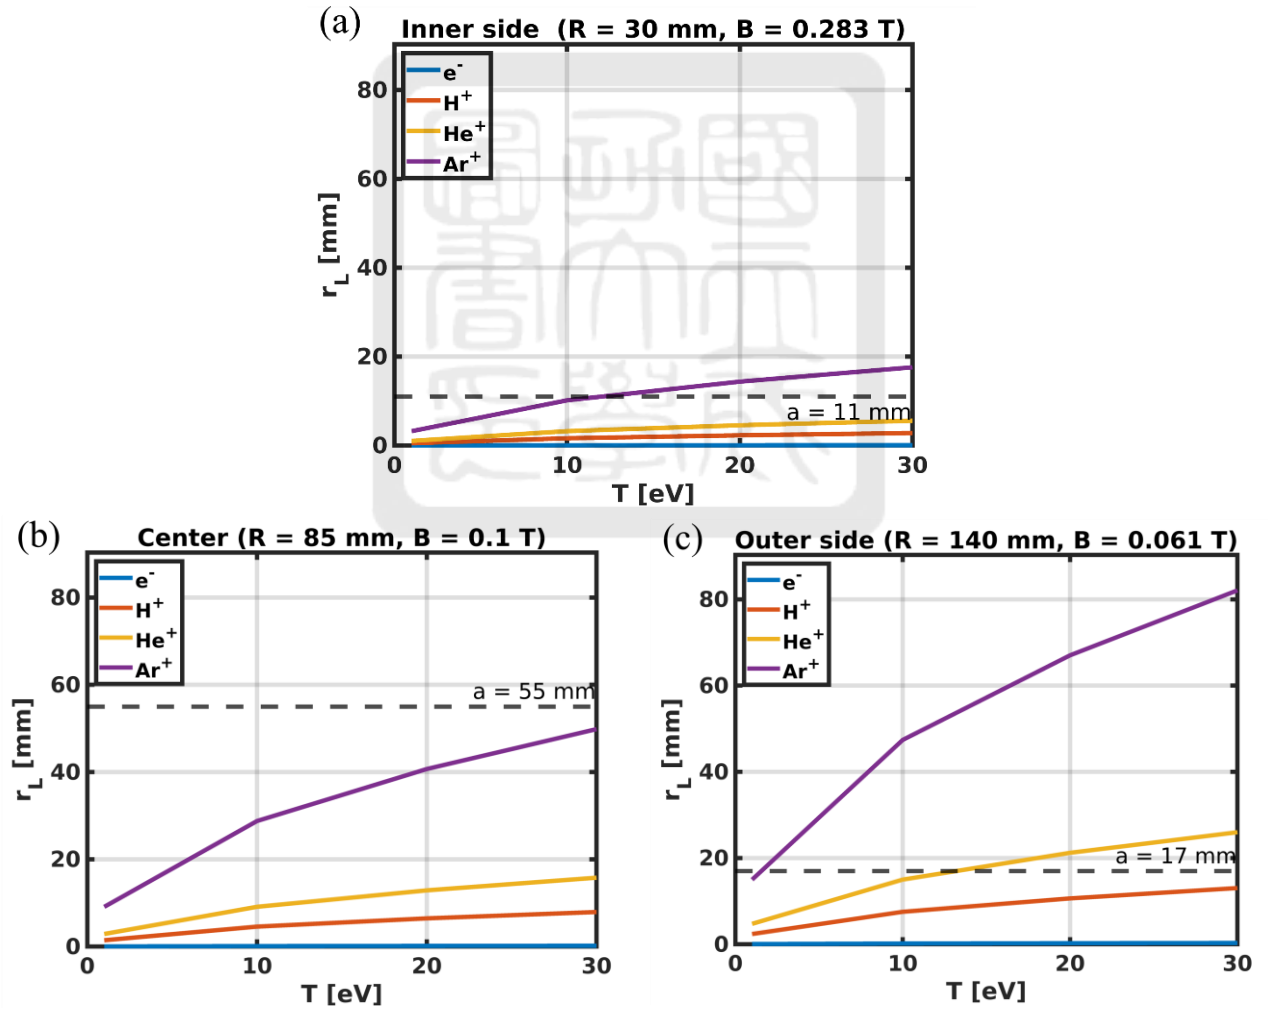 (a)
Inner side (R = 30 mm, B = 0.283 T)
e-
H+
He+
Ar+
80
60
40
20
0
rL [mm]
a = 11 mm
0 10 20 30
T [eV]
(b)
Center (R = 85 mm, B = 0.1 T)
e-
H+
He+
Ar+
80
60
40
20
0
rL [mm]
a = 55 mm
0 10 20 30
T [eV]
(c)
Outer side (R = 140 mm, B = 0.061 T)
e-
H+
He+
Ar+
80
60
40
20
0
rL [mm]
a = 17 mm
0 10 20 30
T [eV]